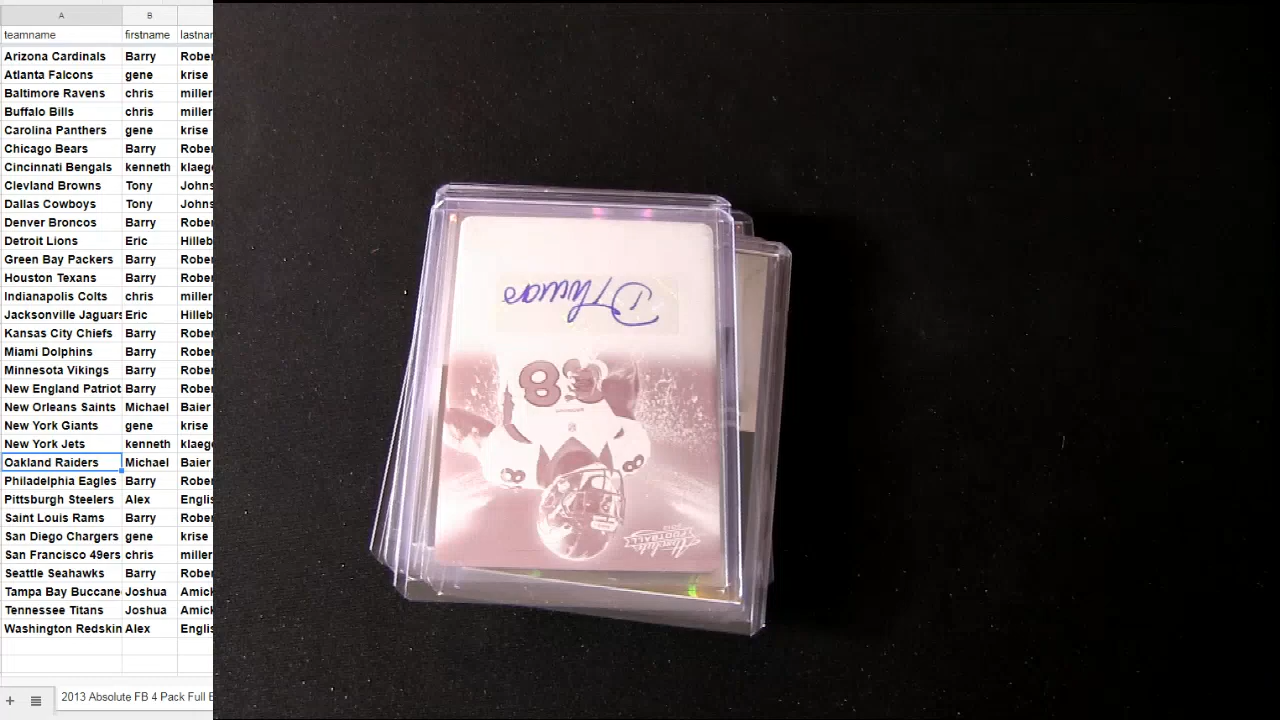 A B
teamname firstname lastnar
Arizona Cardinals Barry Rober
Atlanta Falcons gene krise
Baltimore Ravens chris miller
Buffalo Bills chris miller
Carolina Panthers gene krise
Chicago Bears Barry Rober
Cincinnati Bengals kenneth klaeg
Clevland Browns Tony Johns
Dallas Cowboys Tony Johns
Denver Broncos Barry Rober
Detroit Lions Eric Hilleb
Green Bay Packers Barry Rober
Houston Texans Barry Rober
Indianapolis Colts chris miller
Jacksonville Jaguars Eric Hilleb
Kansas City Chiefs Barry Rober
Miami Dolphins Barry Rober
Minnesota Vikings Barry Rober
New England Patriot Barry Rober
New Orleans Saints Michael Baier
New York Giants gene krise
New York Jets kenneth klaeg
Oakland Raiders Michael Baier
Philadelphia Eagles Barry Rober
Pittsburgh Steelers Alex Englis
Saint Louis Rams Barry Rober
San Diego Chargers gene krise
San Francisco 49ers chris miller
Seattle Seahawks Barry Rober
Tampa Bay Buccane Joshua Amick
Tennessee Titans Joshua Amick
Washington Redskin Alex Englis
2013 Absolute FB 4 Pack Full B
DThomas
88
Absolute
FOOTBALL